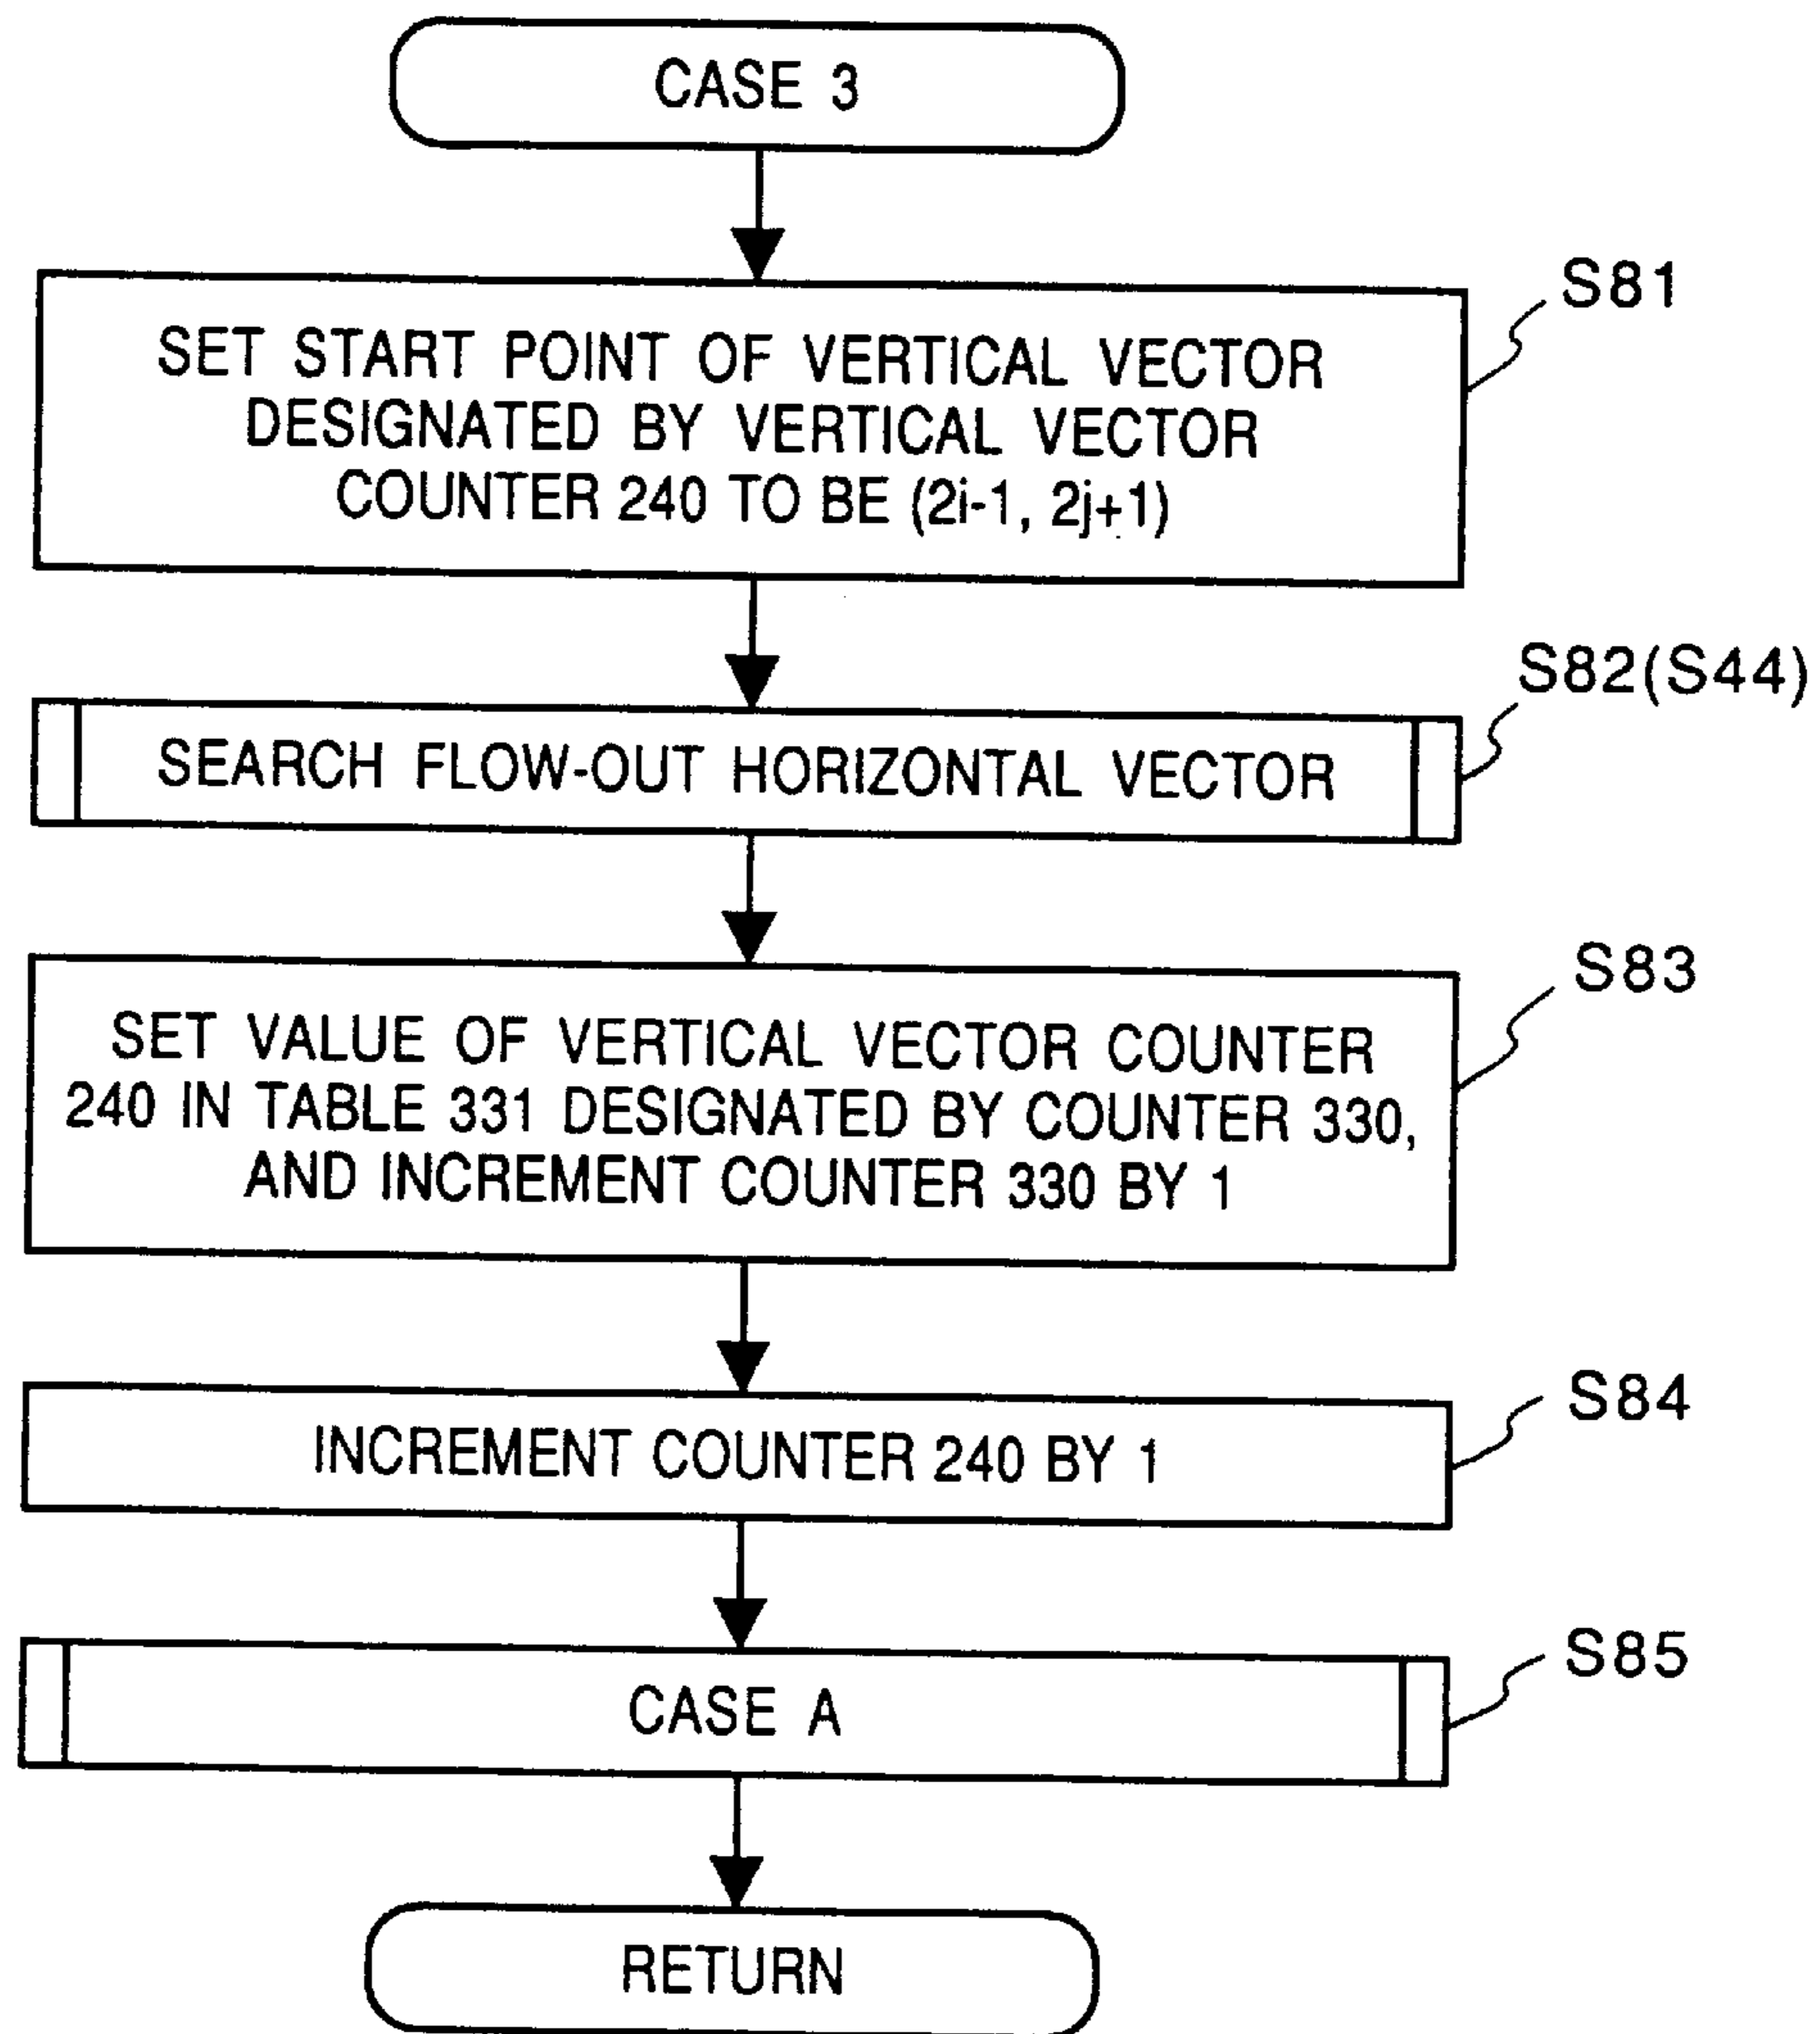 CASE 3
S81
SET START POINT OF VERTICAL VECTOR
DESIGNATED BY VERTICAL VECTOR
COUNTER 240 TO BE (2i-1, 2j+1)
S82(S44)
SEARCH FLOW-OUT HORIZONTAL VECTOR
S83
SET VALUE OF VERTICAL VECTOR COUNTER
240 IN TABLE 331 DESIGNATED BY COUNTER 330,
AND INCREMENT COUNTER 330 BY 1
S84
INCREMENT COUNTER 240 BY 1
S85
CASE A
RETURN